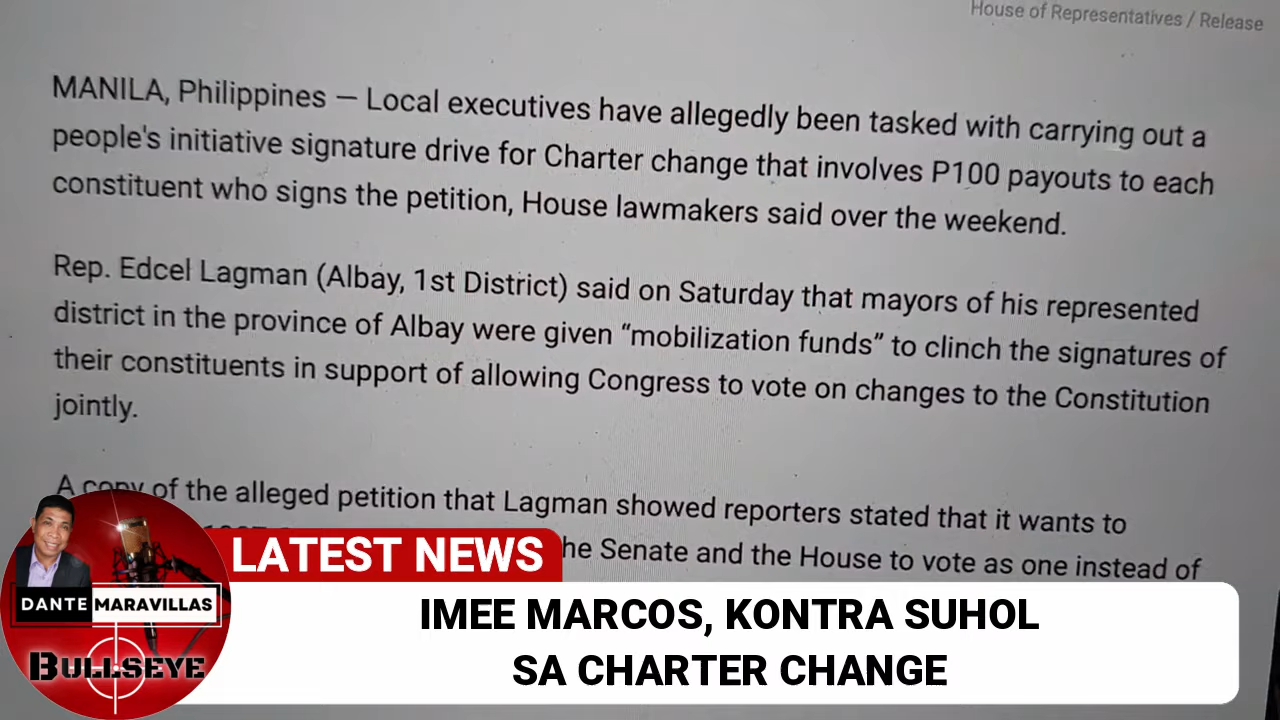 House of Representatives / Release
MANILA, Philippines — Local executives have allegedly been tasked with carrying out a
people's initiative signature drive for Charter change that involves P100 payouts to each
constituent who signs the petition, House lawmakers said over the weekend.
Rep. Edcel Lagman (Albay, 1st District) said on Saturday that mayors of his represented
district in the province of Albay were given “mobilization funds” to clinch the signatures of
their constituents in support of allowing Congress to vote on changes to the Constitution
jointly.
A copy of the alleged petition that Lagman showed reporters stated that it wants to
he Senate and the House to vote as one instead of
LATEST NEWS
DANTE MARAVILLAS
BULLSEYE
IMEE MARCOS, KONTRA SUHOL
SA CHARTER CHANGE